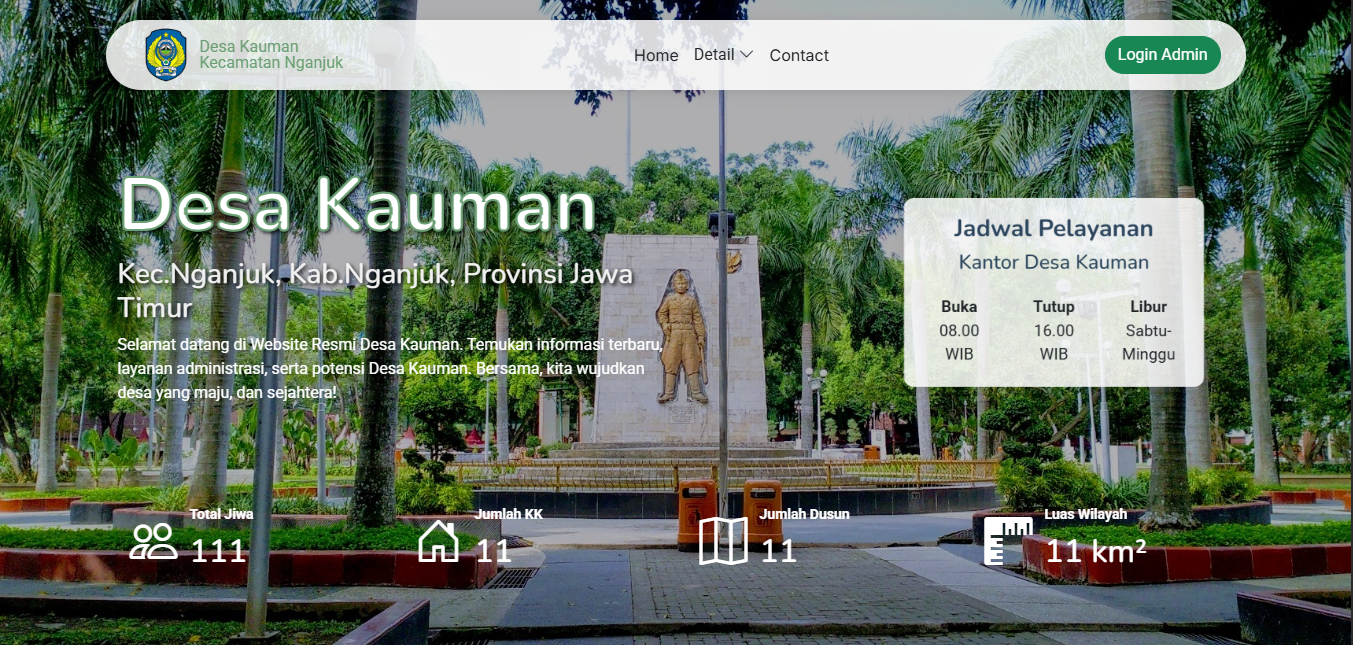 Desa Kauman
Kecamatan Nganjuk
Home
Detail
Contact
Login Admin
Desa Kauman
Kec.Nganjuk, Kab.Nganjuk, Provinsi Jawa
Timur
Selamat datang di Website Resmi Desa Kauman. Temukan informasi terbaru,
layanan administrasi, serta potensi Desa Kauman. Bersama, kita wujudkan
desa yang maju, dan sejahtera!
Jadwal Pelayanan
Kantor Desa Kauman
Buka Tutup Libur
08.00 16.00 Sabtu-
WIB WIB Minggu
Total Jiwa
111
Jumlah KK
11
Jumlah Dusun
11
Luas Wilayah
11 km²